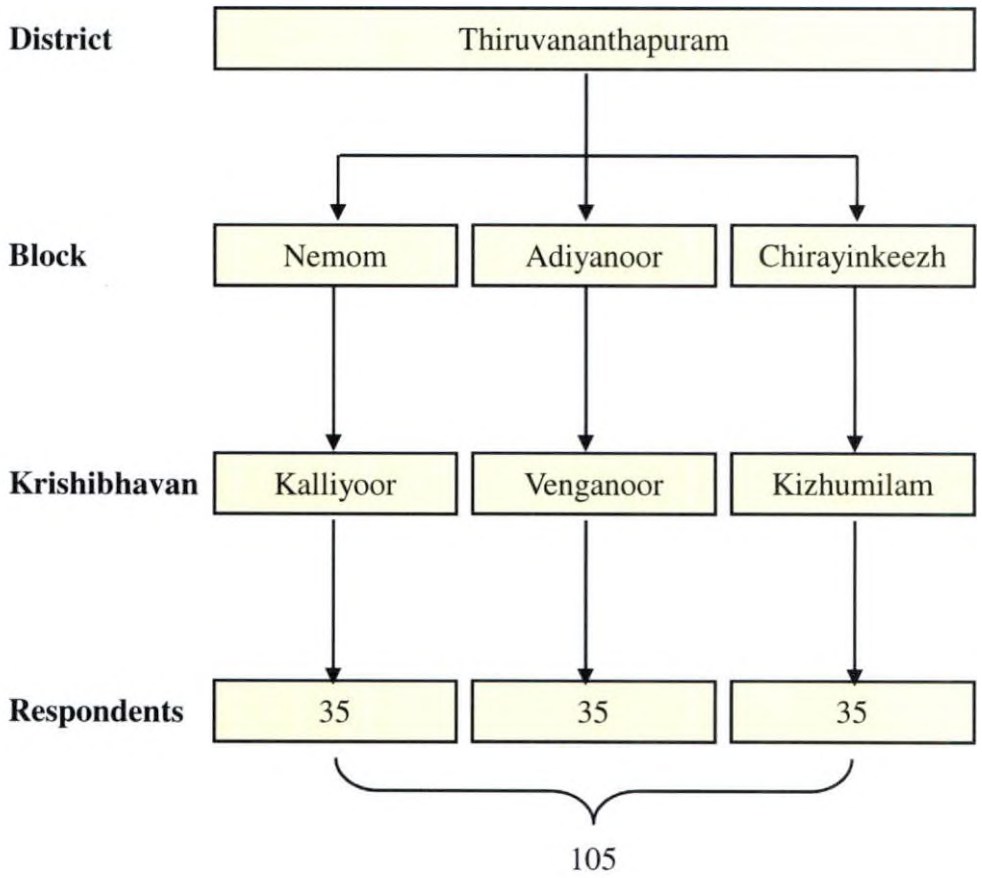 District Thiruvananthapuram
Block Nemom Adiyanoor Chirayinkeezh
Krishibhavan Kalliyoor Venganoor Kizhumilam
Respondents 35 35 35
105